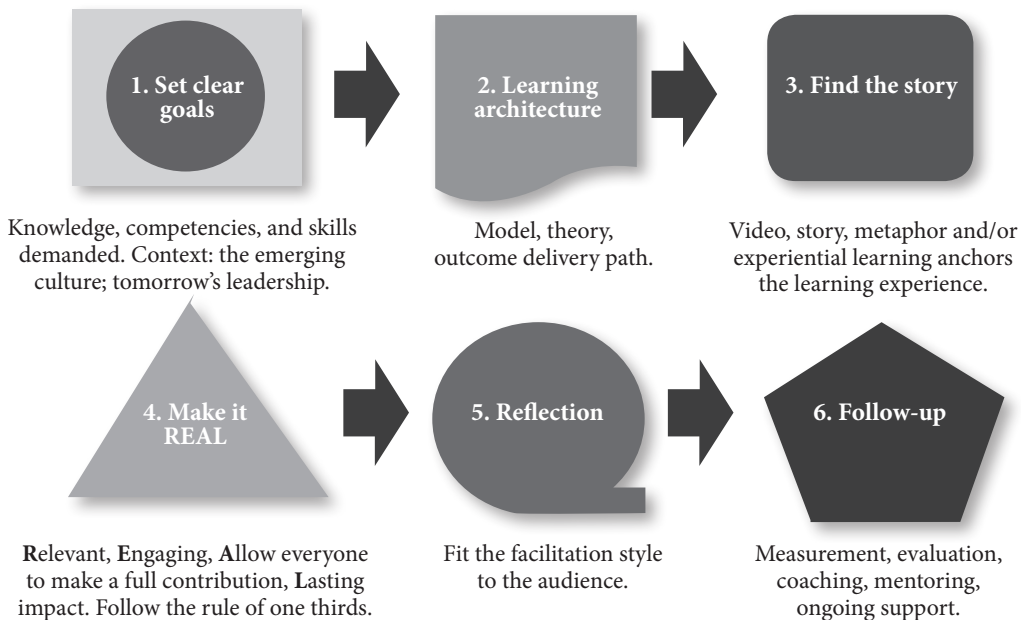 1. Set clear
goals
2. Learning
architecture
3. Find the story
Knowledge, competencies, and skills
demanded. Context: the emerging
culture; tomorrow’s leadership.
Model, theory,
outcome delivery path.
Video, story, metaphor and/or
experiential learning anchors
the learning experience.
4. Make it
REAL
5. Reflection
6. Follow-up
Relevant, Engaging, Allow everyone
to make a full contribution, Lasting
impact. Follow the rule of one thirds.
Fit the facilitation style
to the audience.
Measurement, evaluation,
coaching, mentoring,
ongoing support.